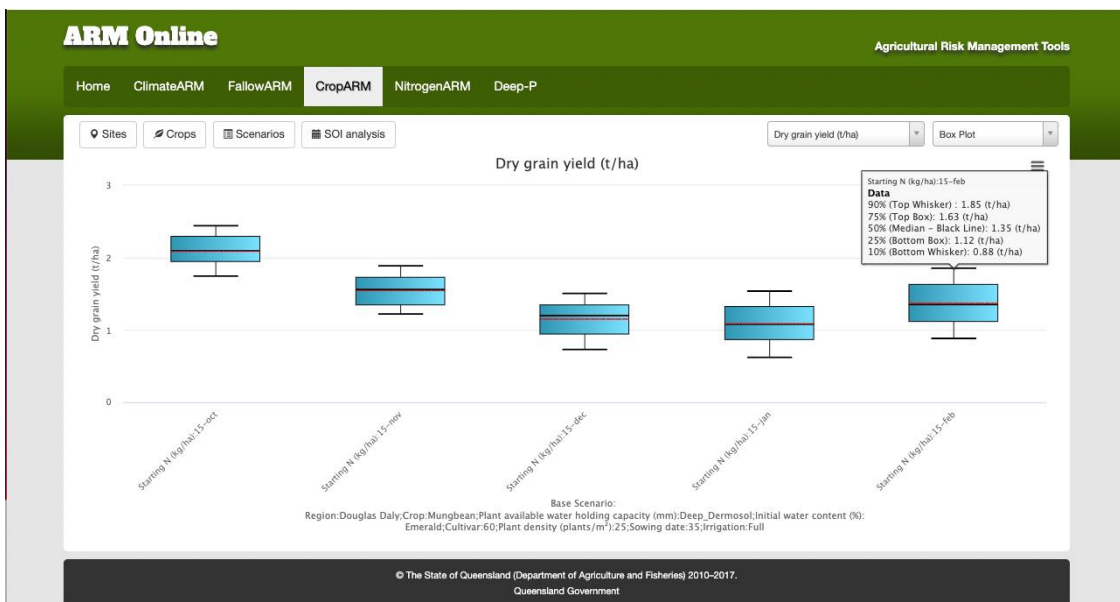 ARM Online
Agricultural Risk Management Tools
Home ClimateARM FallowARM CropARM NitrogenARM Deep-P
Sites Crops Scenarios SOI analysis
Dry grain yield (t/ha) Box Plot
Dry grain yield (t/ha)
Starting N (kg/ha):15-feb
Data
90% (Top Whisker) : 1.85 (t/ha)
75% (Top Box): 1.63 (t/ha)
50% (Median - Black Line): 1.35 (t/ha)
25% (Bottom Box): 1.12 (t/ha)
10% (Bottom Whisker): 0.88 (t/ha)
Dry grain yield (t/ha)
3
2
1
0
Starting N (kg/ha):15-oct
Starting N (kg/ha):15-nov
Starting N (kg/ha):15-dec
Starting N (kg/ha):15-jan
Starting N (kg/ha):15-feb
Base Scenario:
Region:Douglas Daly;Crop:Mungbean;Plant available water holding capacity (mm):Deep_Dermosol;Initial water content (%):
Emerald;Cultivar:60;Plant density (plants/m²):25;Sowing date:35;Irrigation:Full
© The State of Queensland (Department of Agriculture and Fisheries) 2010–2017.
Queensland Government